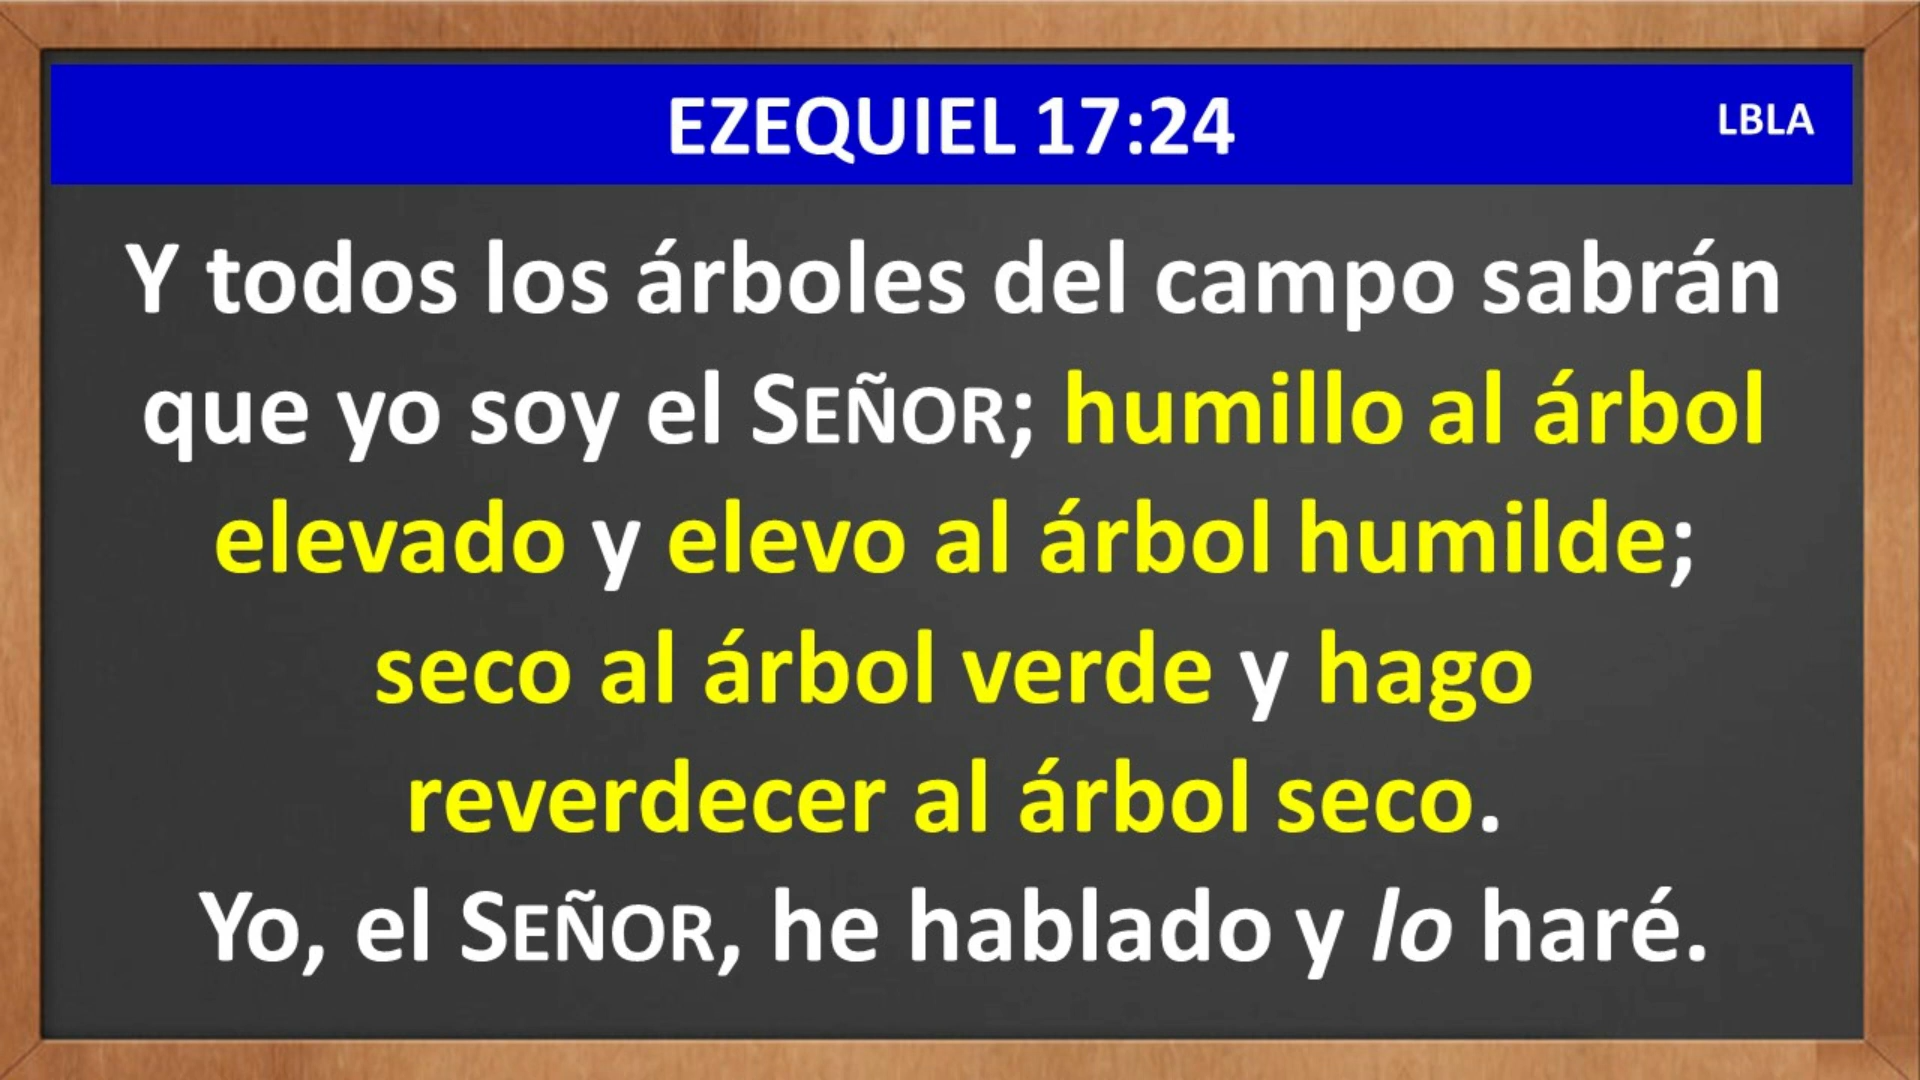 EZEQUIEL 17:24
LBLA
Y todos los árboles del campo sabrán
que yo soy el SEÑOR; humillo al árbol
elevado y elevo al árbol humilde;
seco al árbol verde y hago
reverdecer al árbol seco.
Yo, el SEÑOR, he hablado y lo haré.